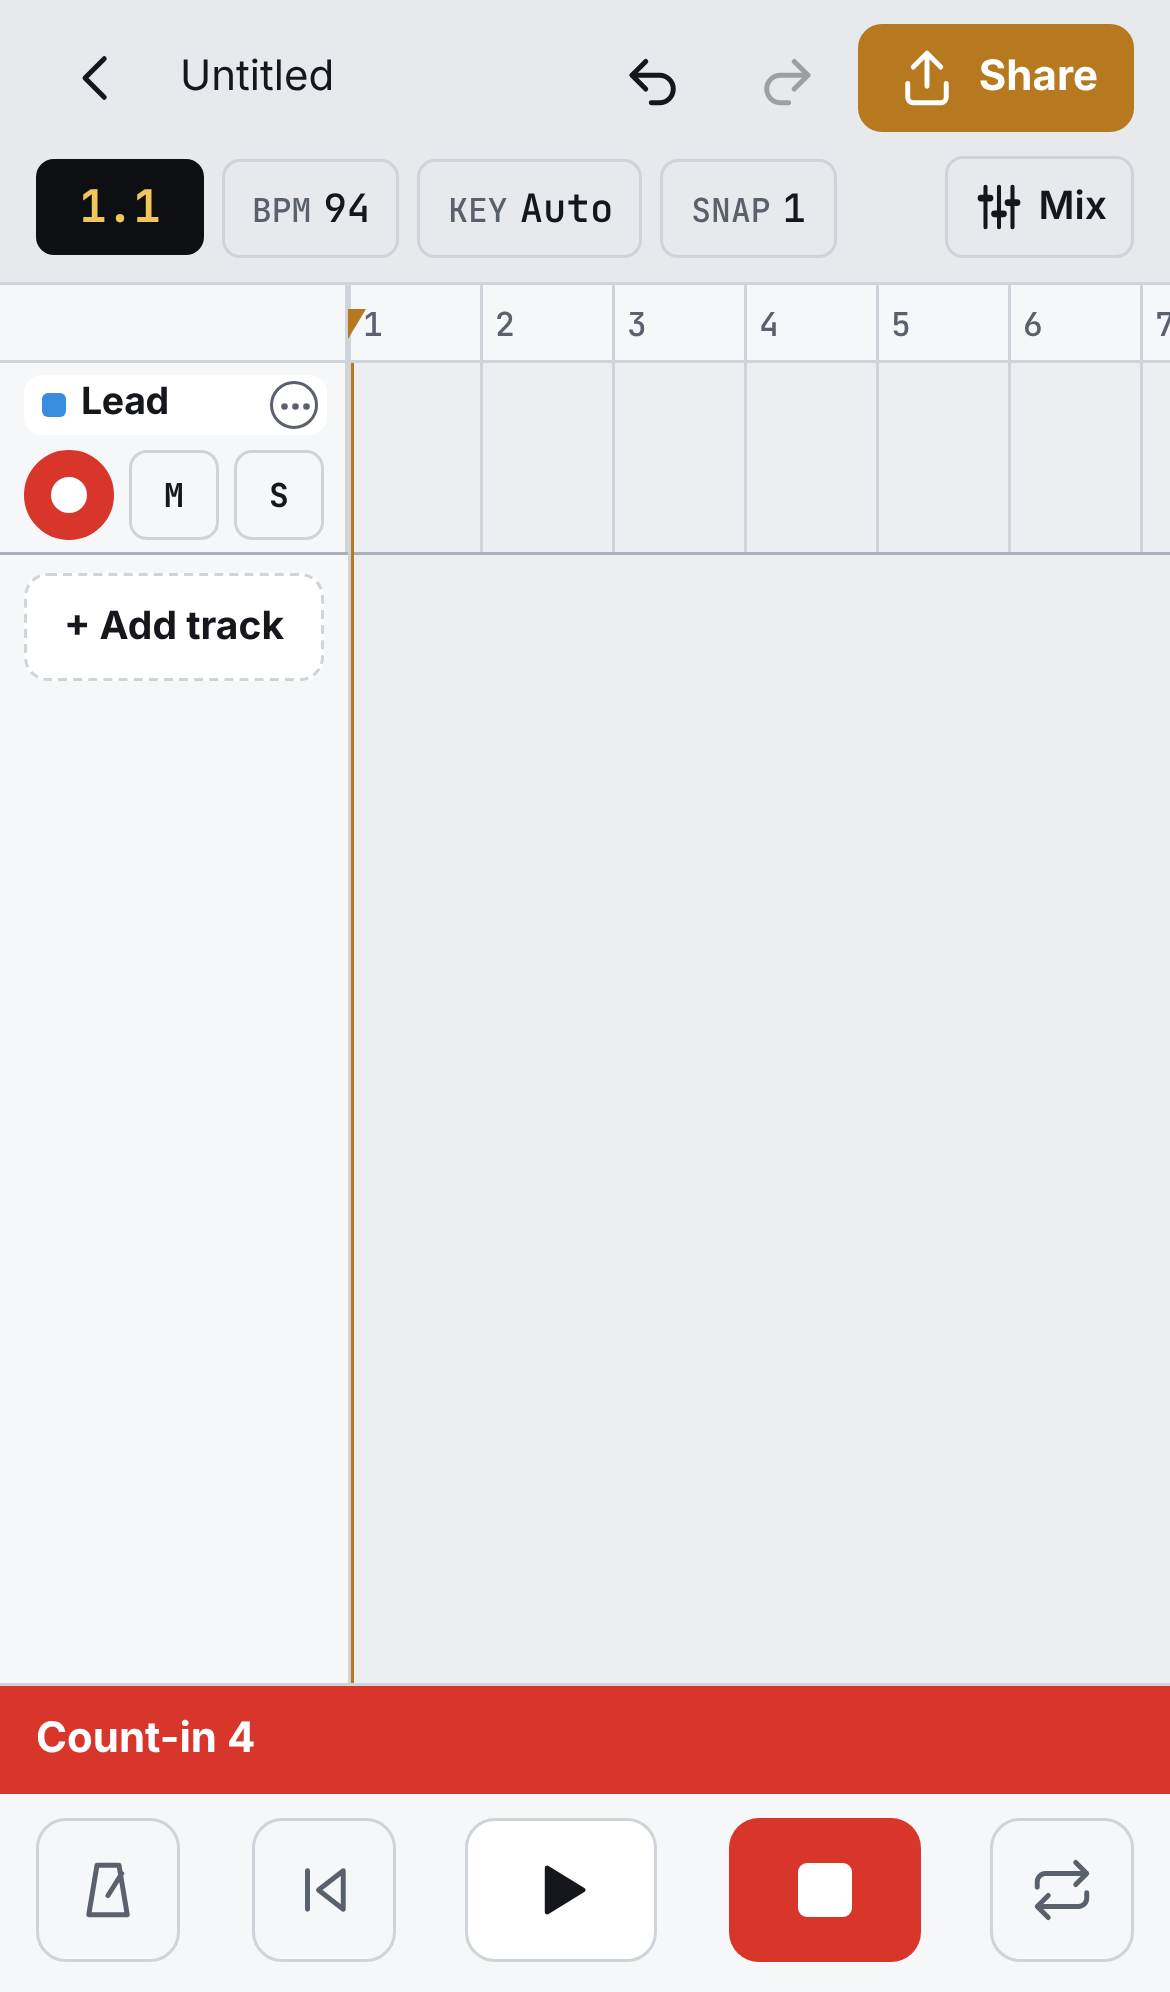 Untitled
Share
1.1
BPM 94
KEY Auto
SNAP 1
Mix
1 2 3 4 5 6 7
Lead
M S
+ Add track
Count-in 4